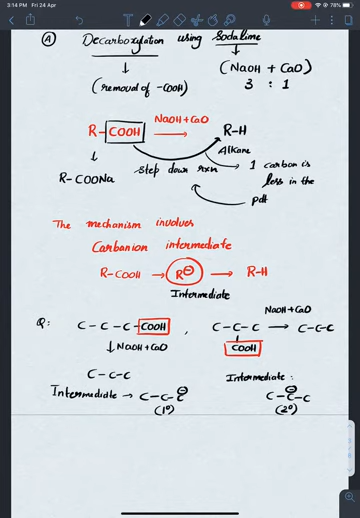 3:14 PM Fri 24 Apr
78%
(A) Decarboxylation using Sodalime
(removal of -COOH)
(NaOH + CaO)
3 : 1
R-COOH NaOH+CaO R-H
Alkane
R-COONa
step down rxn
1 carbon is
less in the
pdt
The mechanism involves
Carbanion intermediate
R-COOH → R⊖ → R-H
Intermediate
Q: C-C-C-COOH , C-C-C NaOH+CaO → C-C-C
COOH
↓NaOH+CaO
C-C-C
Intermediate → C-C-C⊖
(1°)
Intermediate:
C-C-C
⊖
(2°)